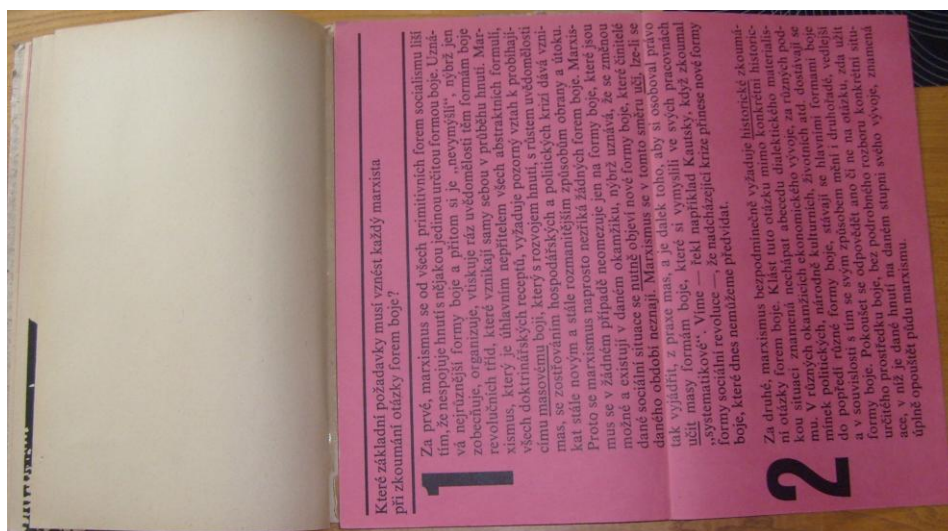 Které základní požadavky musí vznést každý marxista
při zkoumání otázky forem boje?
1
Za prvé, marxismus se od všech primitivních forem socialismu liší
tím, že nespojuje hnutí s nějakou jedinou určitou formou boje. Uzná-
vá nejrůznější formy boje a přitom si je „nevymýšlí“, nýbrž jen
zobecňuje, organizuje, vtiskuje ráz uvědomělosti těm formám boje
revolučních tříd, které vznikají samy sebou v průběhu hnutí. Mar-
xismus, který je úhlavním nepřítelem všech abstraktních formulí,
všech doktrinářských receptů, vyžaduje pozorný vztah k probíhají-
címu masovému boji, který s rozvojem hnutí, s růstem uvědomělosti
mas, se zostřováním hospodářských a politických krizí dává vzni-
kat stále novým a stále rozmanitějším způsobům obrany a útoku.
Proto se marxismus naprosto nezříká žádných forem boje. Marxis-
mus se v žádném případě neomezuje jen na formy boje, které jsou
možné a existují v daném okamžiku, nýbrž uznává, že se změnou
dané sociální situace se nutně objeví nové formy boje, které činitelé
daného období neznají. Marxismus se v tomto směru učí, lze-li se
tak vyjádřit, z praxe mas, a je dalek toho, aby si osoboval právo
učit masy formám boje, které si vymyslili ve svých pracovnách
„systematikové“. Víme — řekl například Kautsky, když zkoumal
formy sociální revoluce —, že nadcházející krize přinese nové formy
boje, které dnes nemůžeme předvídat.
2
Za druhé, marxismus bezpodmínečně vyžaduje historické zkoumá-
ní otázky forem boje. Klást tuto otázku mimo konkrétní historic-
kou situaci znamená nechápat abecedu dialektického materialis-
mu. V různých okamžicích ekonomického vývoje, za různých pod-
mínek politických, národně kulturních, životních atd. dostávají se
do popředí různé formy boje, stávají se hlavními formami boje
a v souvislosti s tím se svým způsobem mění i druhořadé, vedlejší
formy boje. Pokoušet se odpovědět ano či ne na otázku, zda užít
určitého prostředku boje, bez podrobného rozboru konkrétní situ-
ace, v níž je dané hnutí na daném stupni svého vývoje, znamená
úplně opouštět půdu marxismu.